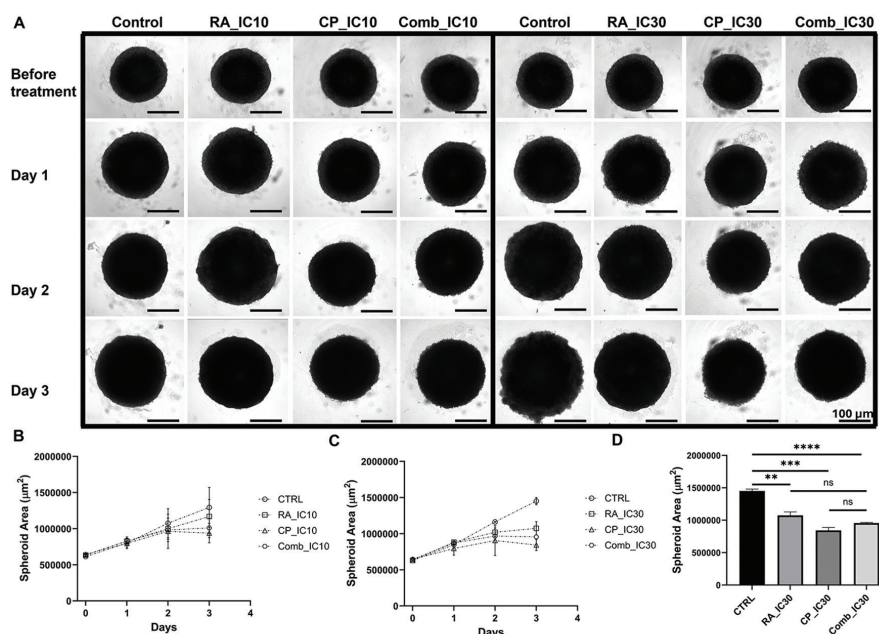 A
Control RA_IC10 CP_IC10 Comb_IC10 Control RA_IC30 CP_IC30 Comb_IC30
Before
treatment
Day 1
Day 2
Day 3
100 µm
B
Spheroid Area (µm²)
2000000
1500000
1000000
500000
0
0 1 2 3 4
Days
CTRL
RA_IC10
CP_IC10
Comb_IC10
C
Spheroid Area (µm²)
2000000
1500000
1000000
500000
0
0 1 2 3 4
Days
CTRL
RA_IC30
CP_IC30
Comb_IC30
D
Spheroid Area (µm²)
2000000
1500000
1000000
500000
0
****
***
** ns
ns
CTRL RA_IC30 CP_IC30 Comb_IC30